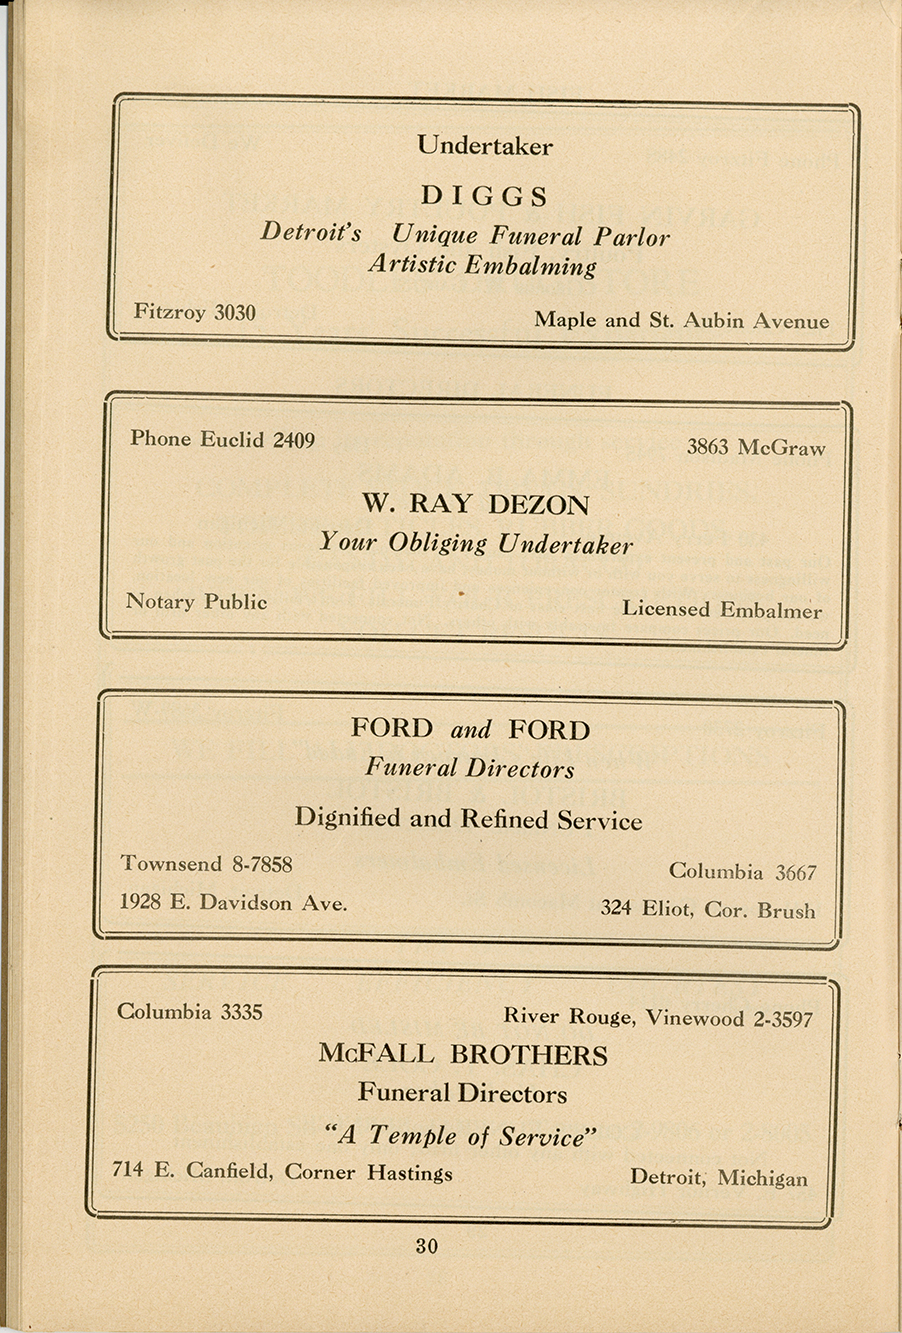 Undertaker
DIGGS
Detroit's Unique Funeral Parlor
Artistic Embalming
Fitzroy 3030 Maple and St. Aubin Avenue
Phone Euclid 2409 3863 McGraw
W. RAY DEZON
Your Obliging Undertaker
Notary Public Licensed Embalmer
FORD and FORD
Funeral Directors
Dignified and Refined Service
Townsend 8-7858 Columbia 3667
1928 E. Davidson Ave. 324 Eliot, Cor. Brush
Columbia 3335 River Rouge, Vinewood 2-3597
McFALL BROTHERS
Funeral Directors
"A Temple of Service"
714 E. Canfield, Corner Hastings Detroit, Michigan
30